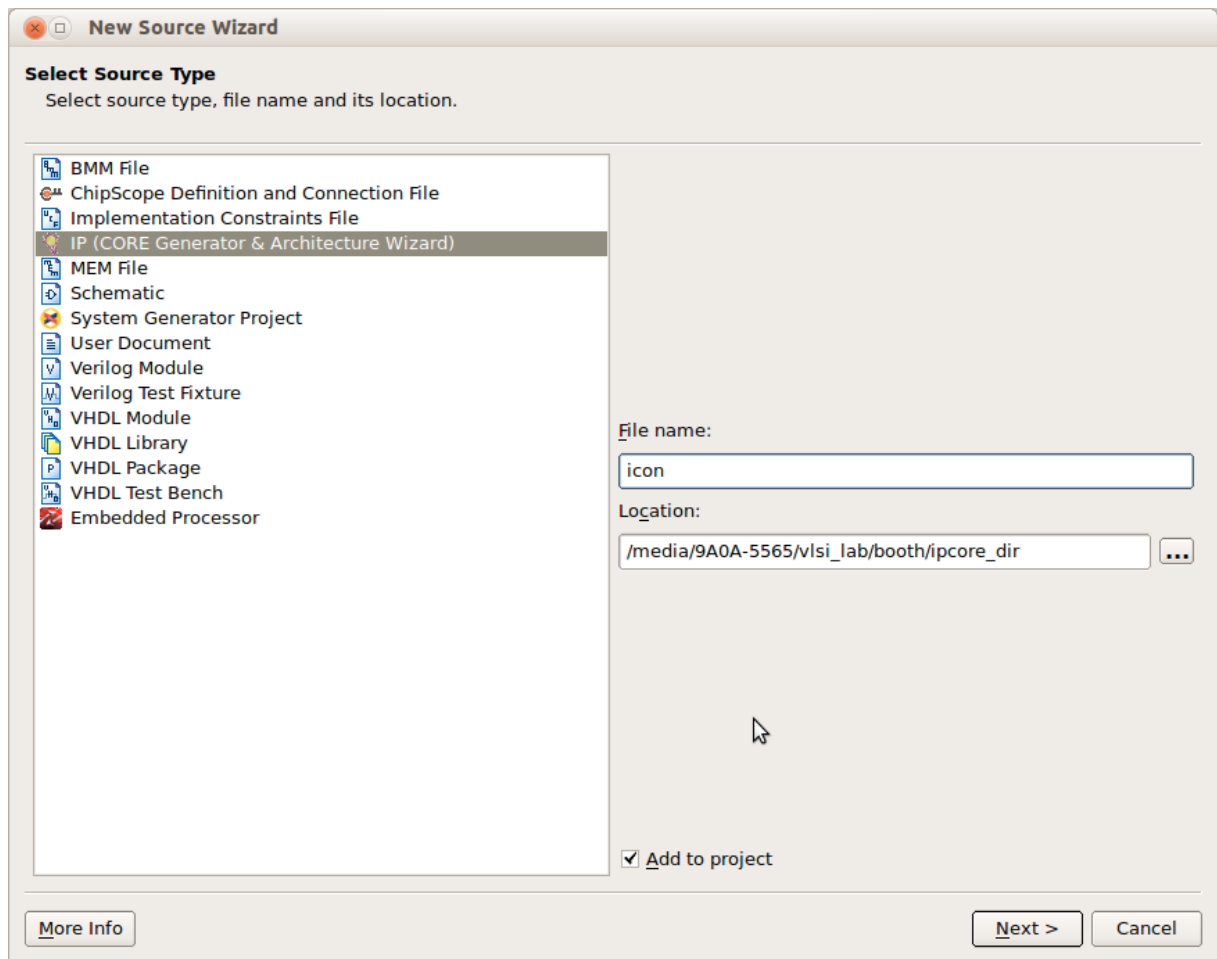 New Source Wizard
Select Source Type
Select source type, file name and its location.
BMM File
ChipScope Definition and Connection File
Implementation Constraints File
IP (CORE Generator & Architecture Wizard)
MEM File
Schematic
System Generator Project
User Document
Verilog Module
Verilog Test Fixture
VHDL Module
VHDL Library
VHDL Package
VHDL Test Bench
Embedded Processor
File name:
icon
Location:
/media/9A0A-5565/vlsi_lab/booth/ipcore_dir
...
Add to project
More Info
Next >
Cancel